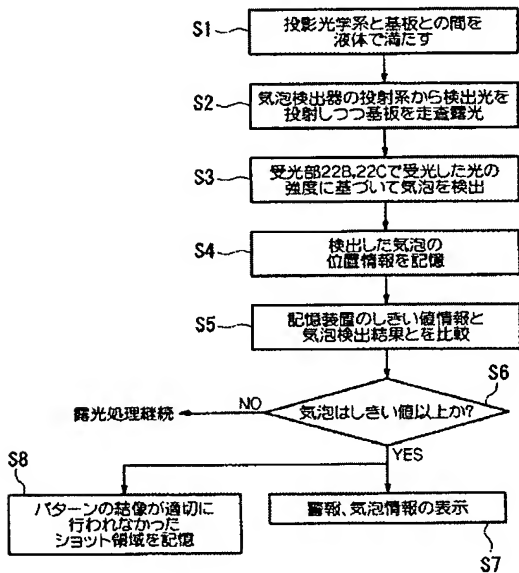 S1
投影光学系と基板との間を
液体で満たす
S2
気泡検出器の投射系から検出光を
投射しつつ基板を走査露光
S3
受光部22B,22Cで受光した光の
強度に基づいて気泡を検出
S4
検出した気泡の
位置情報を記憶
S5
記憶装置のしきい値情報と
気泡検出結果とを比較
S6
気泡はしきい値以上か?
NO
露光処理継続
YES
S8
パターンの結像が適切に
行われなかった
ショット領域を記憶
警報、気泡情報の表示
S7